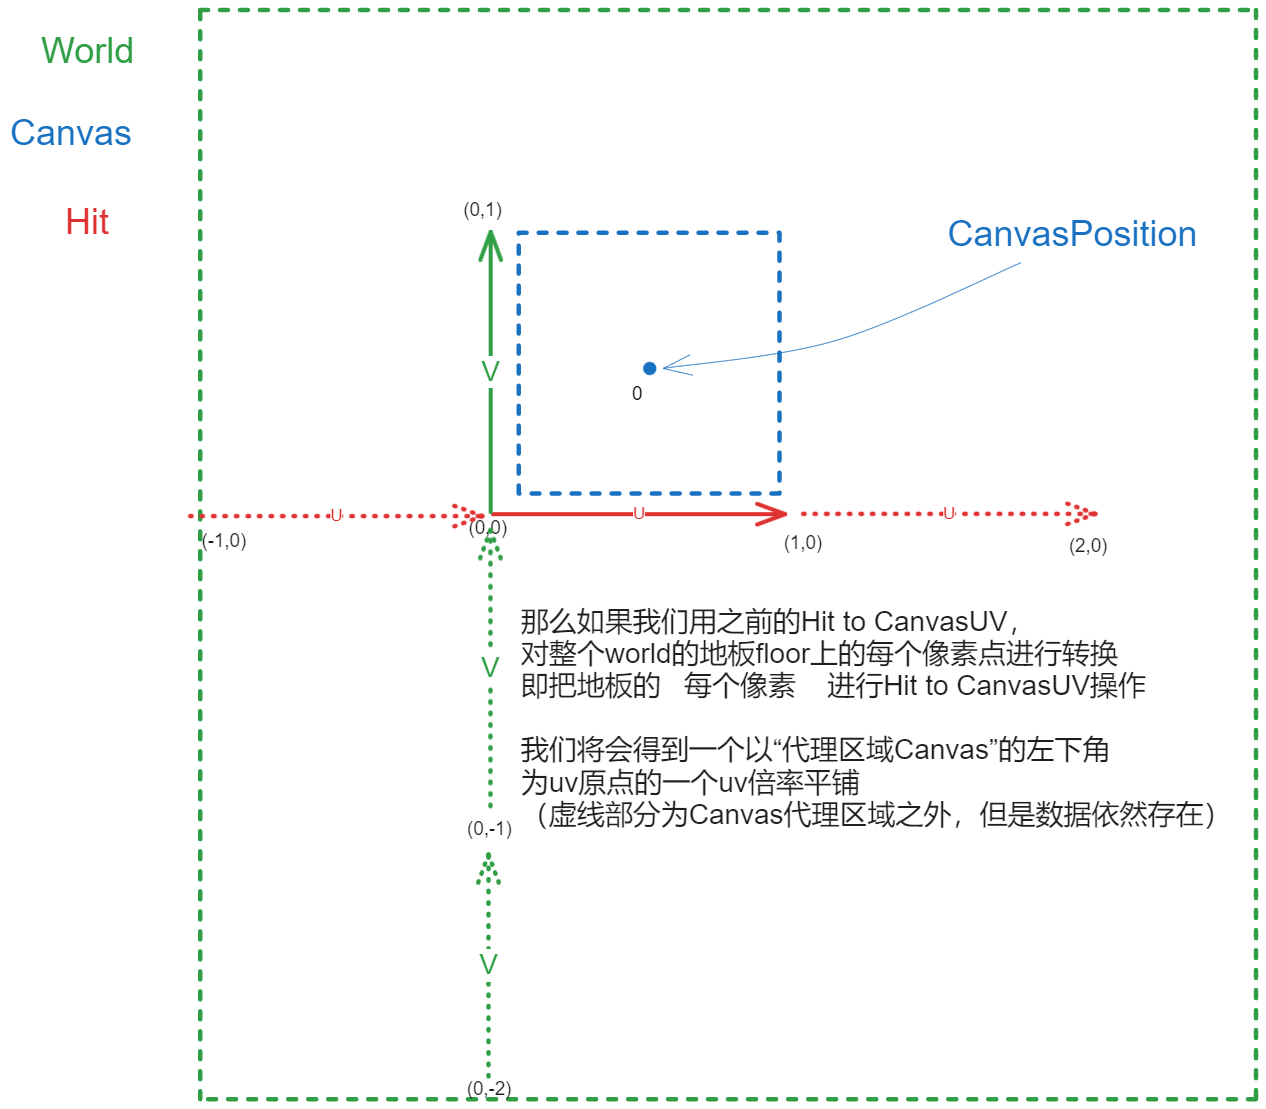 World
Canvas
Hit
(0,1)
CanvasPosition
V
0
U
U
U
(0,0)
(-1,0)
(1,0)
(2,0)
那么如果我们用之前的Hit to CanvasUV，
对整个world的地板floor上的每个像素点进行转换
即把地板的 每个像素 进行Hit to CanvasUV操作
V
我们将会得到一个以“代理区域Canvas”的左下角
为uv原点的一个uv倍率平铺
（虚线部分为Canvas代理区域之外，但是数据依然存在）
(0,-1)
V
(0,-2)